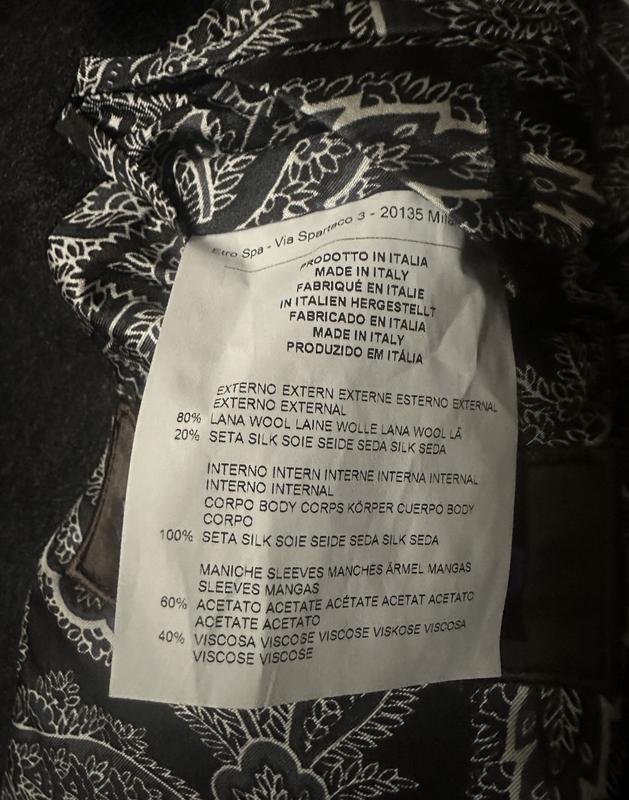 Etro Spa - Via Spartaco 3 - 20135
PRODOTTO IN ITALIA
MADE IN ITALY
FABRIQUÉ EN ITALIE
IN ITALIEN HERGESTELLT
FABRICADO EN ITALIA
MADE IN ITALY
PRODUZIDO EM ITÁLIA
EXTERNO EXTERN EXTERNE ESTERNO EXTERNAL
EXTERNO EXTERNAL
80% LANA WOOL LAINE WOLLE LANA WOOL LÃ
20% SETA SILK SOIE SEIDE SEDA SILK SEDA
INTERNO INTERN INTERNE INTERNA INTERNAL
INTERNO INTERNAL
CORPO BODY CORPS KÖRPER CUERPO BODY
CORPO
100% SETA SILK SOIE SEIDE SEDA SILK SEDA
MANICHE SLEEVES MANCHES ÄRMEL MANGAS
SLEEVES MANGAS
60% ACETATO ACETATE ACÉTATE ACETAT ACETATO
ACETATE ACETATO
40% VISCOSA VISCOSE VISCOSE VISKOSE VISCOSA
VISCOSE VISCOSE